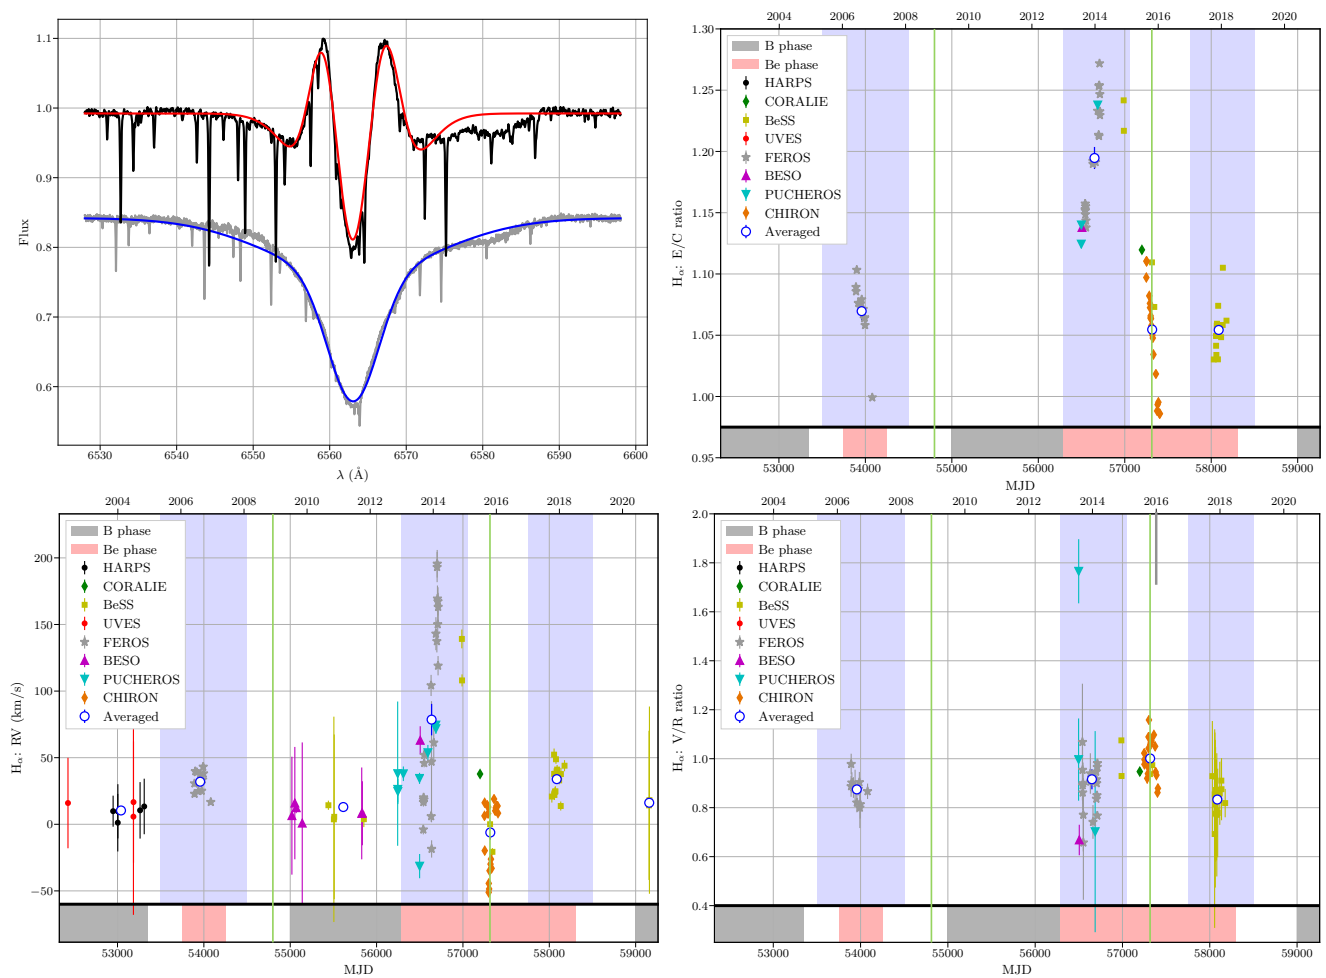 1.1
1.0
0.9
0.8
0.7
0.6
Flux
6530 6540 6550 6560 6570 6580 6590 6600
λ (Å)
2004 2006 2008 2010 2012 2014 2016 2018 2020
1.30
1.25
1.20
1.15
1.10
1.05
1.00
0.95
Hα: E/C ratio
B phase
Be phase
HARPS
CORALIE
BeSS
UVES
FEROS
BESO
PUCHEROS
CHIRON
Averaged
53000 54000 55000 56000 57000 58000 59000
MJD
2004 2006 2008 2010 2012 2014 2016 2018 2020
200
150
100
50
0
−50
Hα: RV (km/s)
B phase
Be phase
HARPS
CORALIE
BeSS
UVES
FEROS
BESO
PUCHEROS
CHIRON
Averaged
53000 54000 55000 56000 57000 58000 59000
MJD
2004 2006 2008 2010 2012 2014 2016 2018 2020
2.0
1.8
1.6
1.4
1.2
1.0
0.8
0.6
0.4
Hα: V/R ratio
B phase
Be phase
HARPS
CORALIE
BeSS
UVES
FEROS
BESO
PUCHEROS
CHIRON
Averaged
53000 54000 55000 56000 57000 58000 59000
MJD